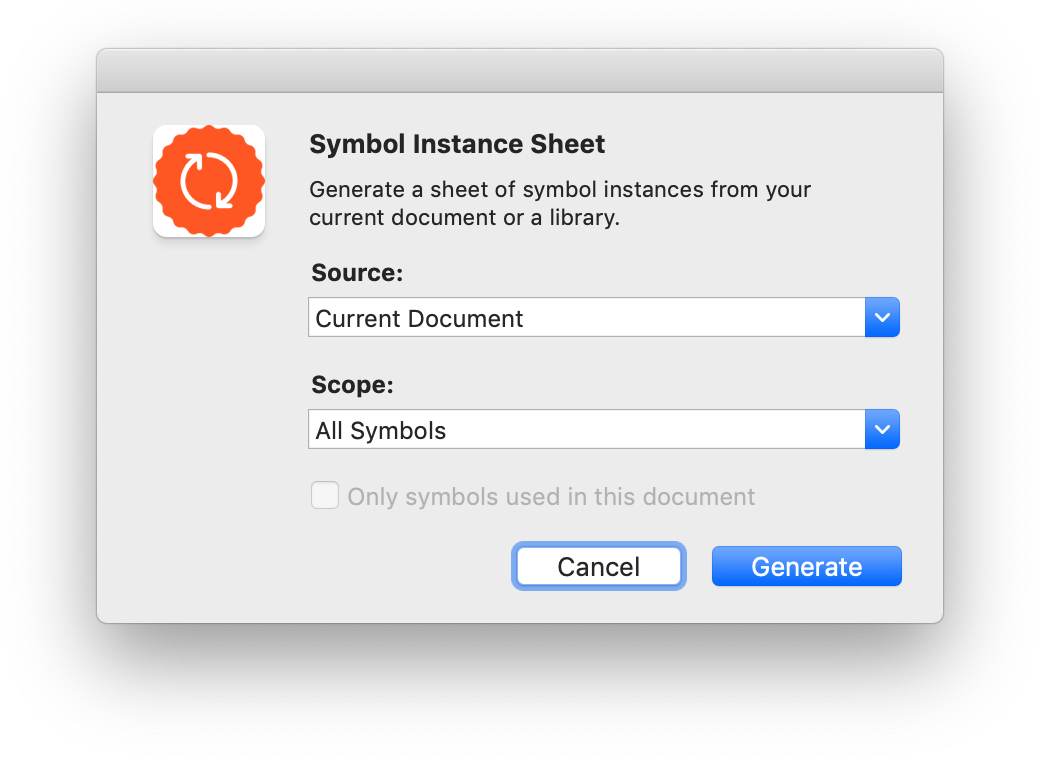 Symbol Instance Sheet
Generate a sheet of symbol instances from your
current document or a library.
Source:
Current Document
Scope:
All Symbols
Only symbols used in this document
Cancel
Generate